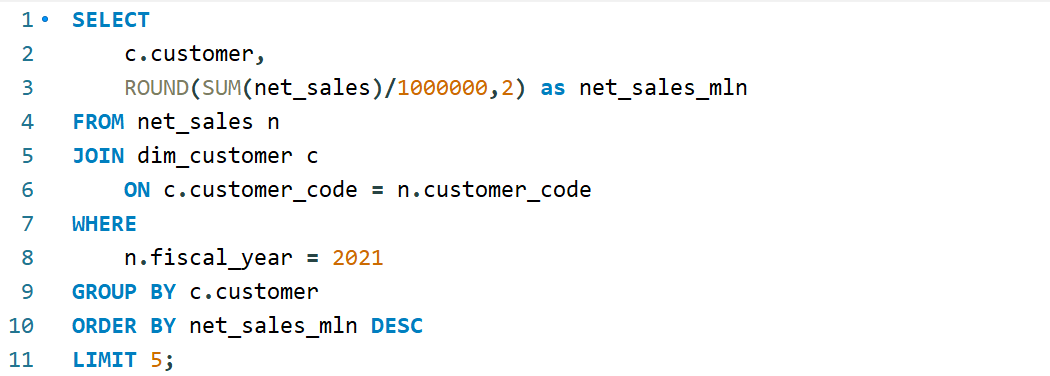 1 SELECT
2 c.customer,
3 ROUND(SUM(net_sales)/1000000,2) as net_sales_mln
4 FROM net_sales n
5 JOIN dim_customer c
6 ON c.customer_code = n.customer_code
7 WHERE
8 n.fiscal_year = 2021
9 GROUP BY c.customer
10 ORDER BY net_sales_mln DESC
11 LIMIT 5;